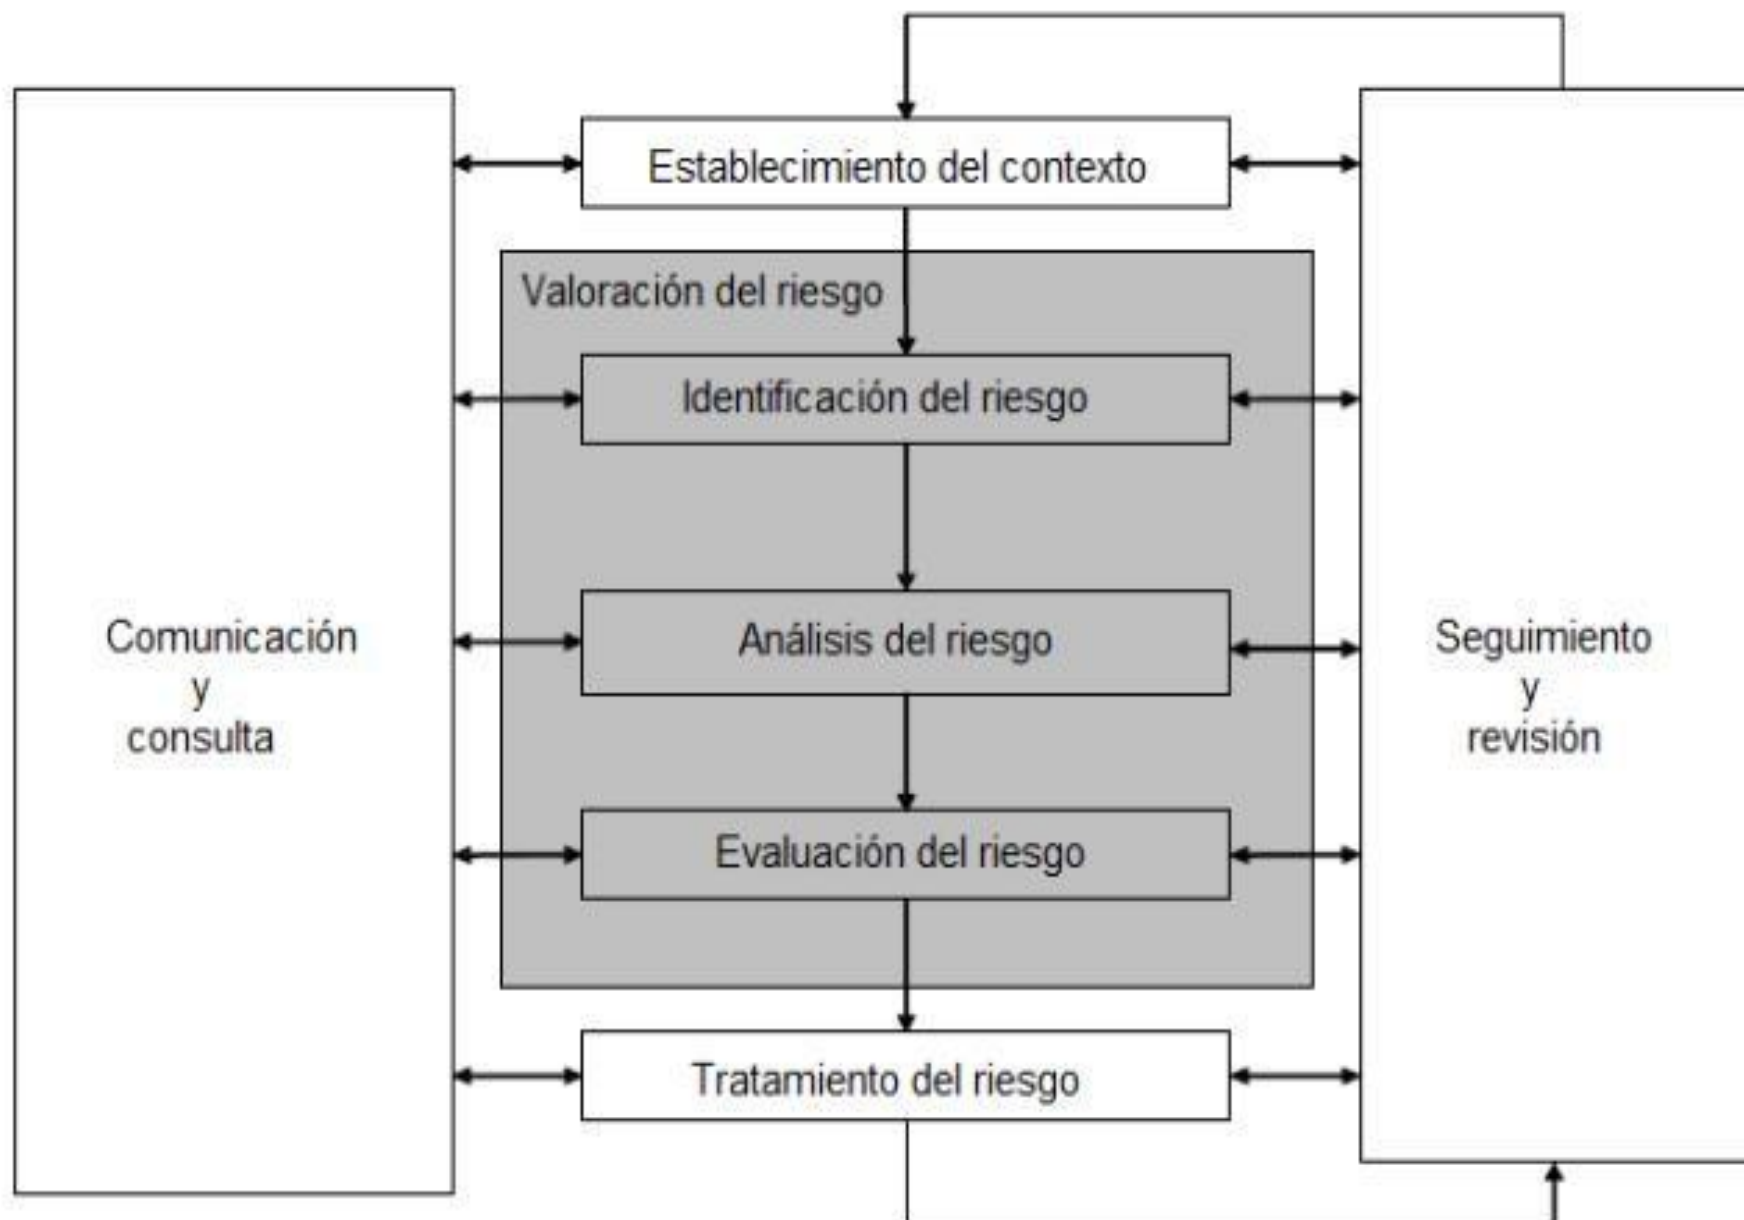 Establecimiento del contexto
Valoración del riesgo
Identificación del riesgo
Análisis del riesgo
Evaluación del riesgo
Tratamiento del riesgo
Comunicación
y
consulta
Seguimiento
y
revisión